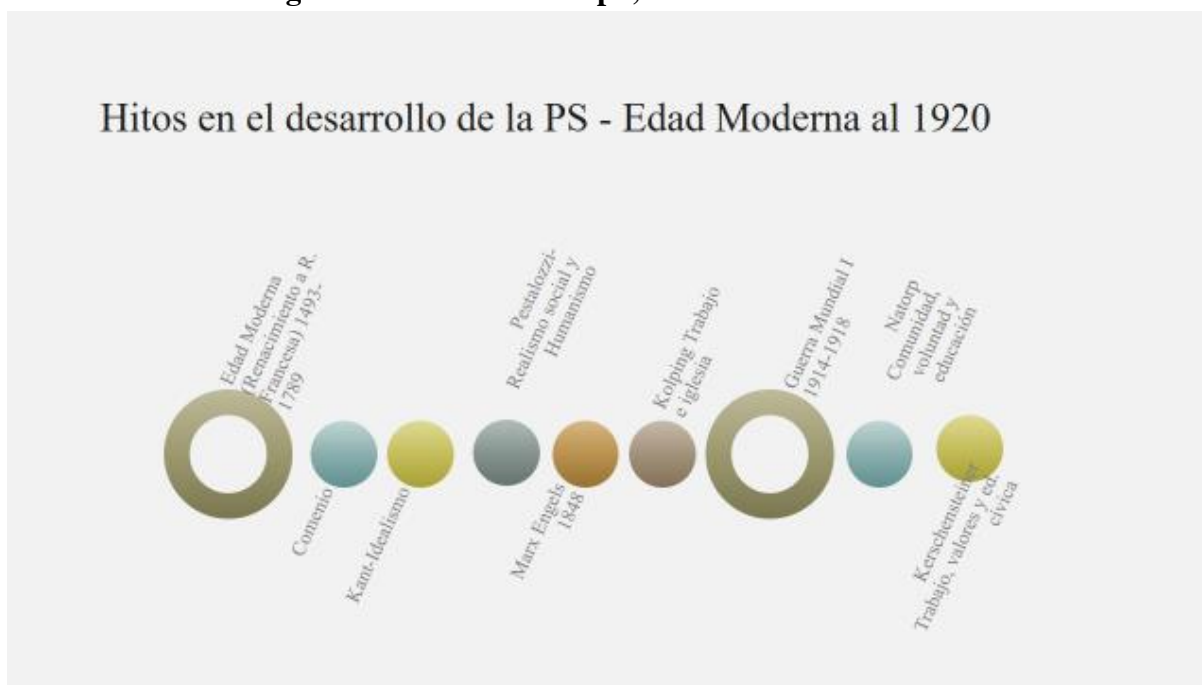 Hitos en el desarrollo de la PS - Edad Moderna al 1920
Edad Moderna
(Renacimiento a R.
Francesa) 1493-
1789
Comenio
Kant-Idealismo
Pestalozzi-
Realismo social y
Humanismo
Marx Engels
1848
Kolping Trabajo
e iglesia
Guerra Mundial I
1914-1918
Natorp
Comunidad,
voluntad y
educación
Kerschensteiner
Trabajo, valores y ed.
cívica